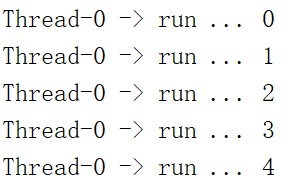 Thread-0 -> run ... 0
Thread-0 -> run ... 1
Thread-0 -> run ... 2
Thread-0 -> run ... 3
Thread-0 -> run ... 4